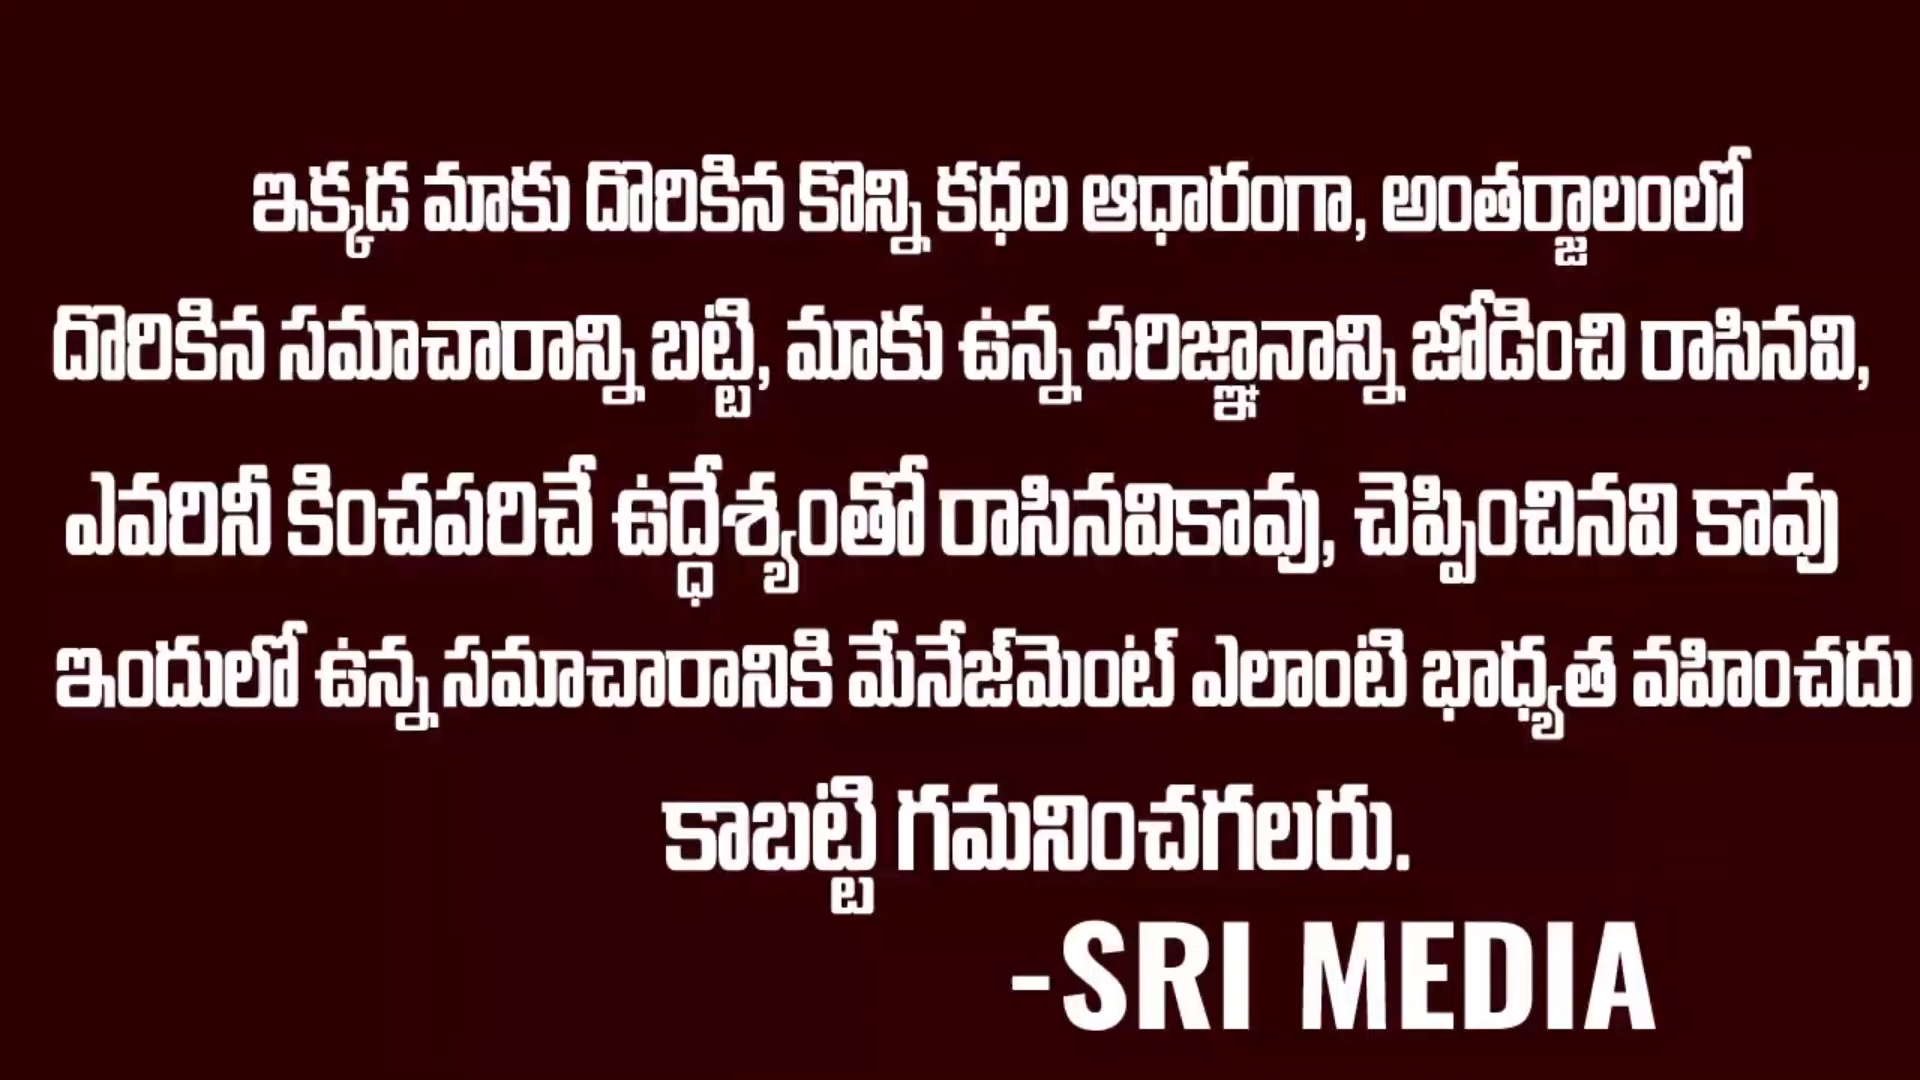 ఇక్కడ మాకు దొరికిన కొన్ని కధల ఆధారంగా, అంతర్జాలంలో
దొరికిన సమాచారాన్ని బట్టి, మాకు ఉన్న పరిజ్ఞానాన్ని జోడించి రాసినవి,
ఎవరినీ కించపరిచే ఉద్ధేశ్యంతో రాసినవికావు, చెప్పించినవి కావు
ఇందులో ఉన్న సమాచారానికి మేనేజ్‌మెంట్ ఎలాంటి భాధ్యత వహించదు
కాబట్టి గమనించగలరు.
-SRI MEDIA